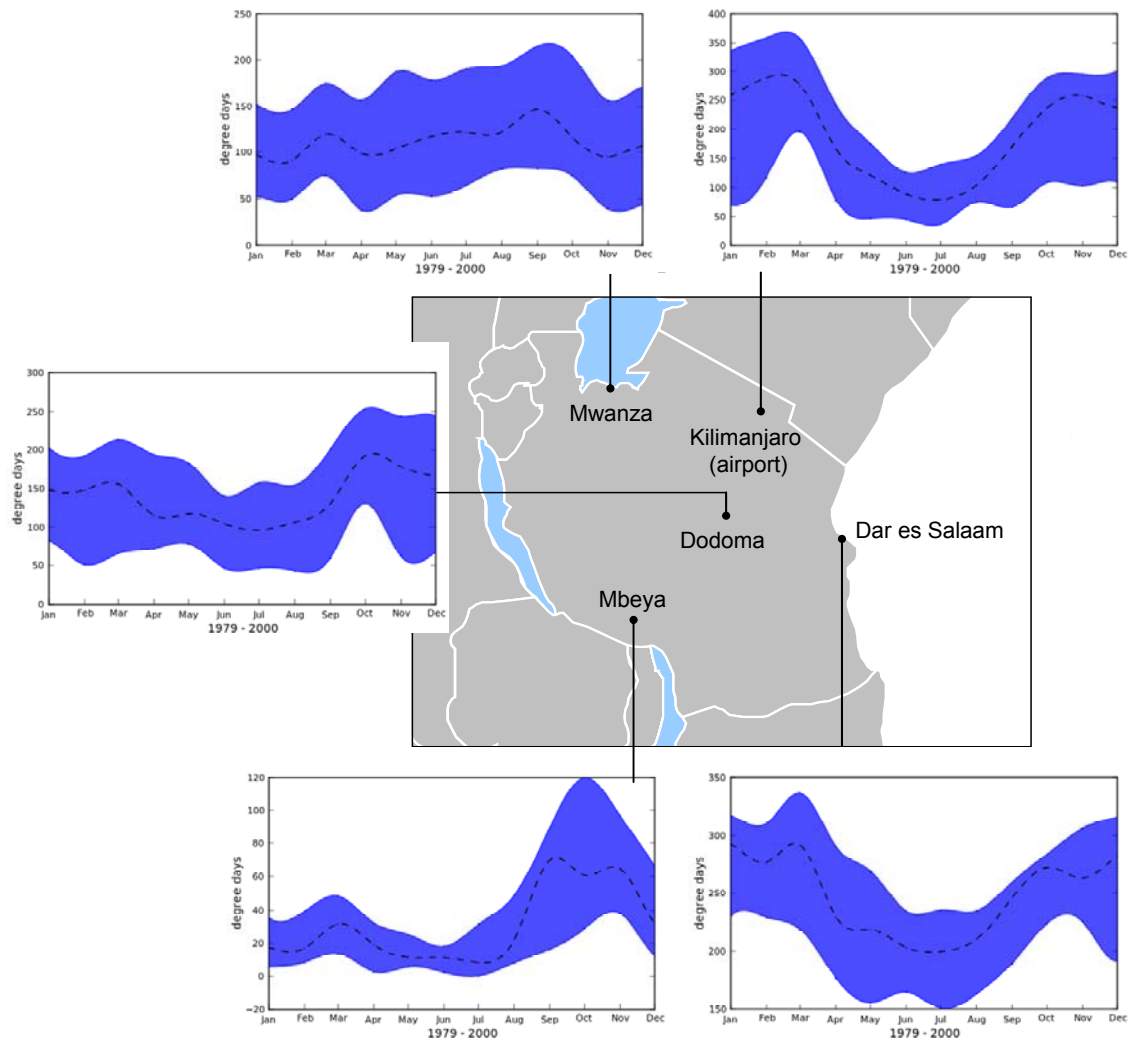 250
200
150
100
50
0
degree days
Jan Feb Mar Apr May Jun Jul Aug Sep Oct Nov Dec
1979 - 2000
400
350
300
250
200
150
100
50
0
degree days
Jan Feb Mar Apr May Jun Jul Aug Sep Oct Nov Dec
1979 - 2000
300
250
200
150
100
50
0
degree days
Jan Feb Mar Apr May Jun Jul Aug Sep Oct Nov Dec
1979 - 2000
Mwanza
Kilimanjaro
(airport)
Dodoma
Dar es Salaam
Mbeya
120
100
80
60
40
20
0
−20
degree days
Jan Feb Mar Apr May Jun Jul Aug Sep Oct Nov Dec
1979 - 2000
350
300
250
200
150
degree days
Jan Feb Mar Apr May Jun Jul Aug Sep Oct Nov Dec
1979 - 2000